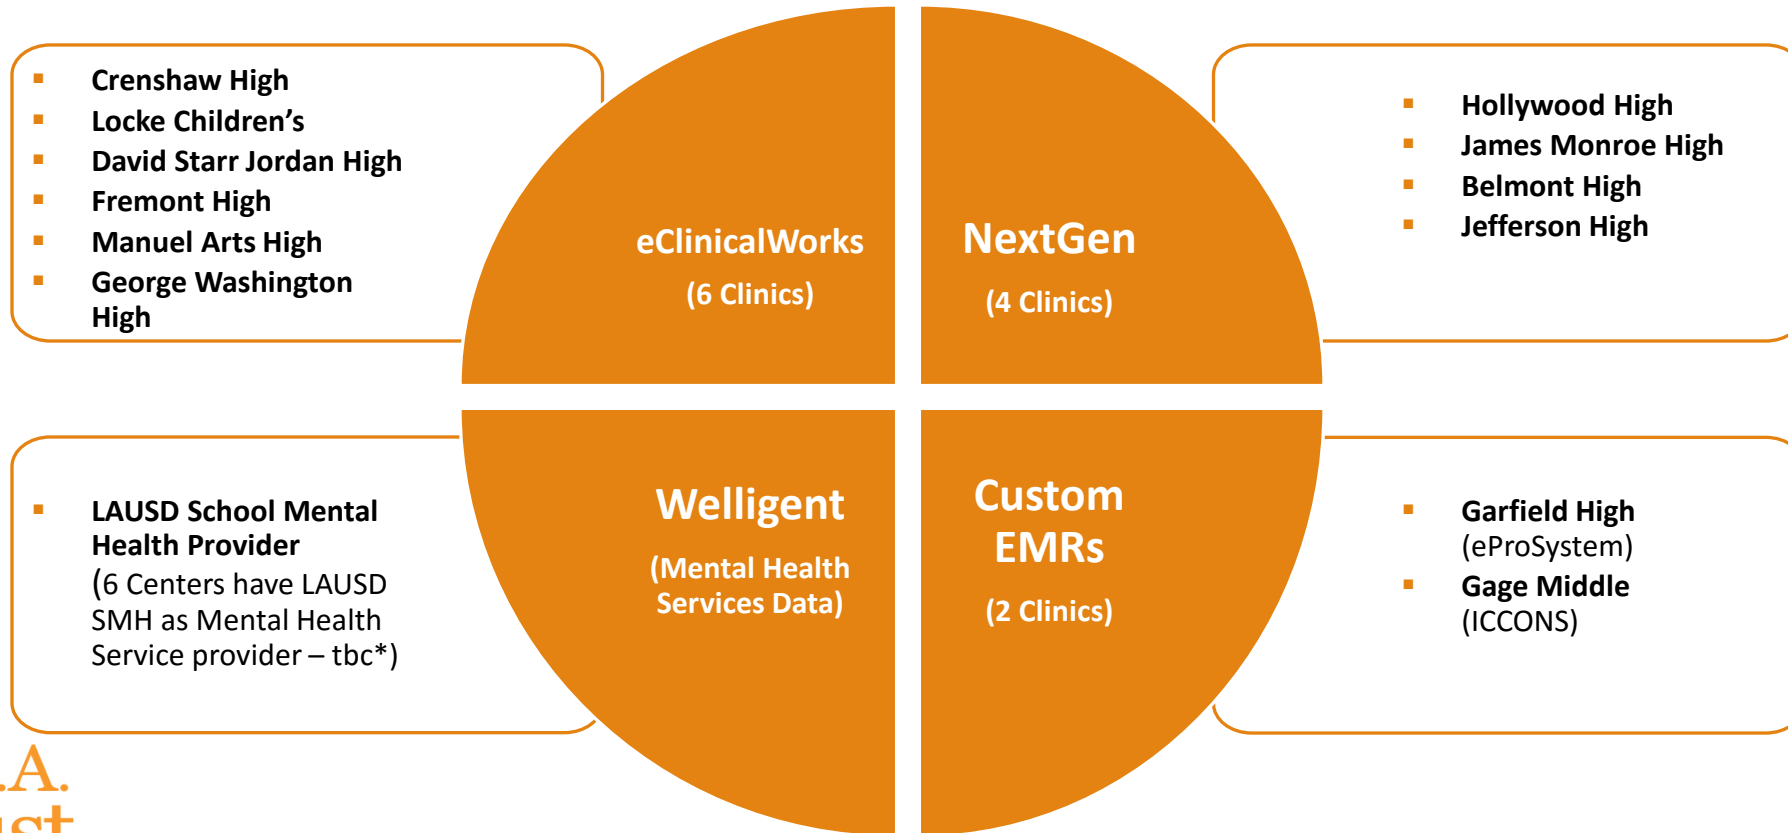 ▪ Crenshaw High
▪ Locke Children's
▪ David Starr Jordan High
▪ Fremont High
▪ Manuel Arts High
▪ George Washington
High
eClinicalWorks
(6 Clinics)
NextGen
(4 Clinics)
▪ Hollywood High
▪ James Monroe High
▪ Belmont High
▪ Jefferson High
▪ LAUSD School Mental
Health Provider
(6 Centers have LAUSD
SMH as Mental Health
Service provider – tbc*)
Welligent
(Mental Health
Services Data)
Custom
EMRs
(2 Clinics)
▪ Garfield High
(eProSystem)
▪ Gage Middle
(ICCONS)
.A.